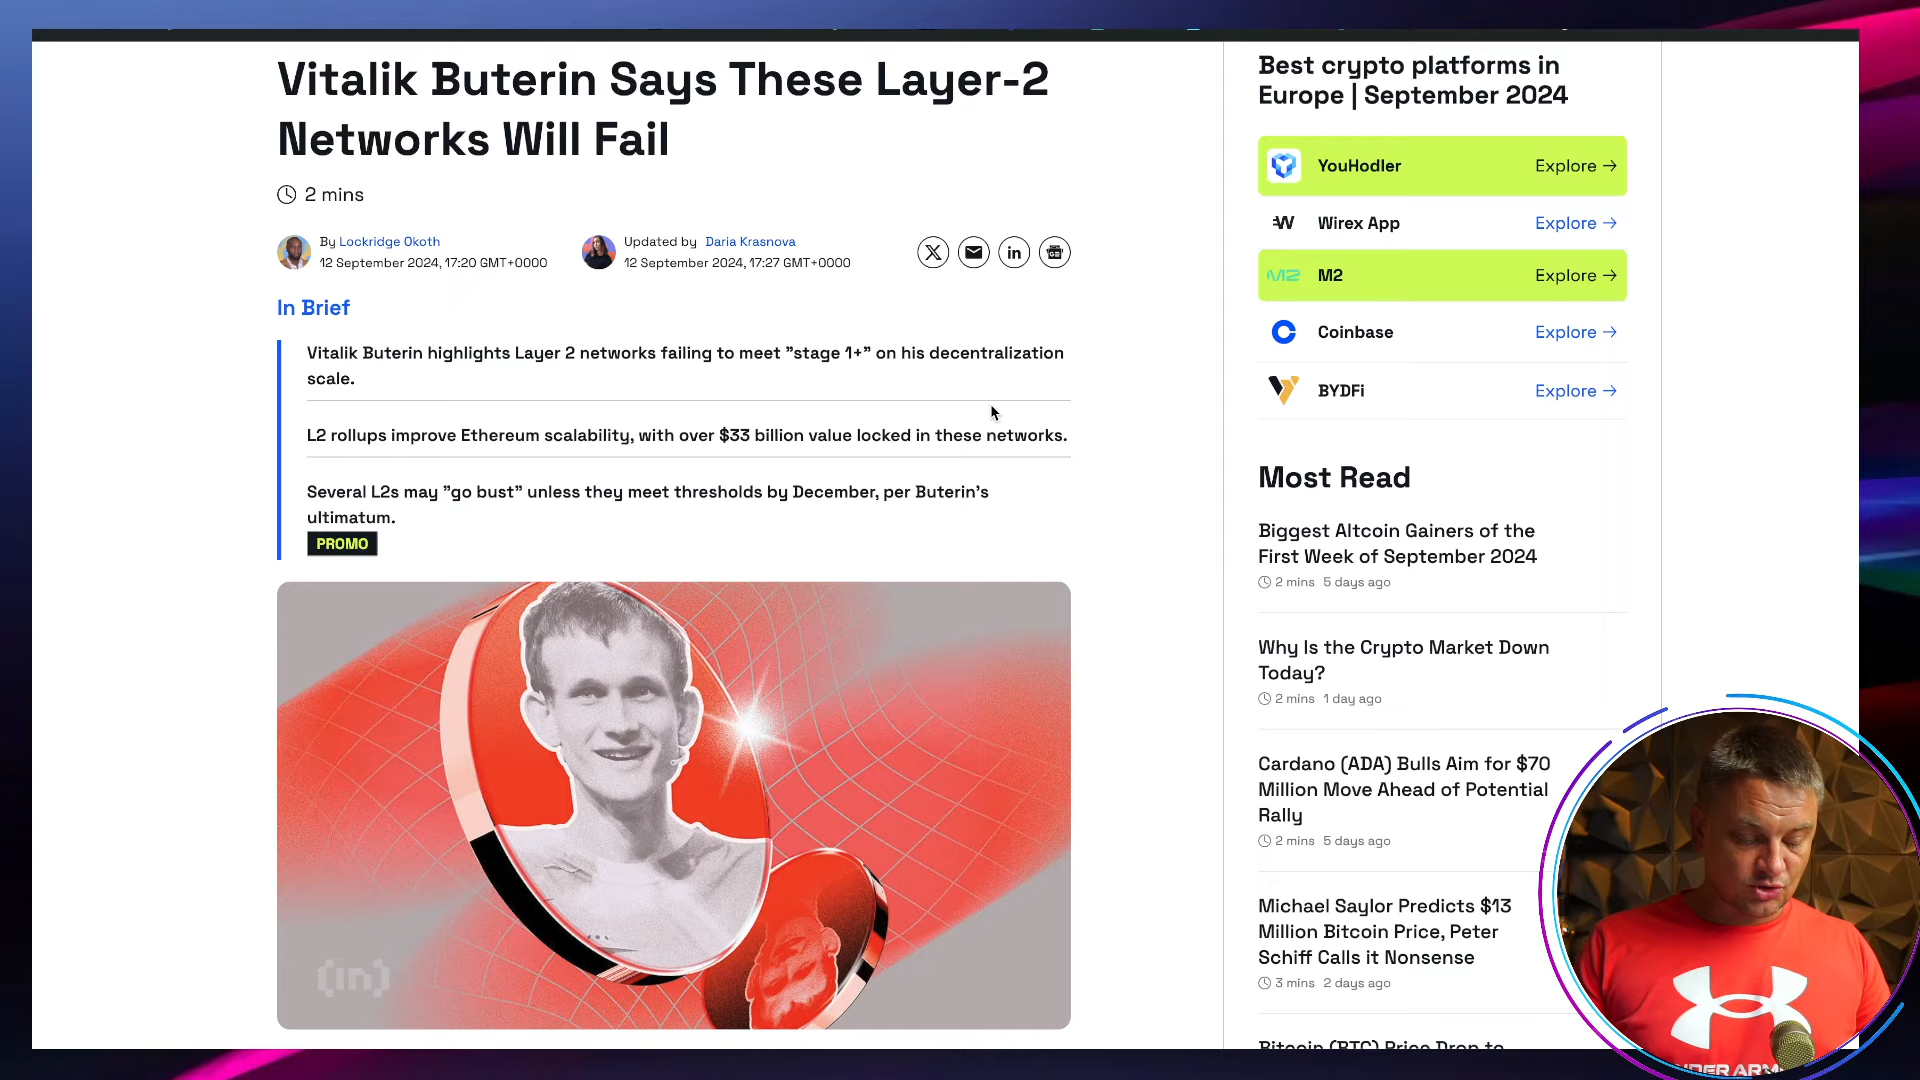 Vitalik Buterin Says These Layer-2
Networks Will Fail
2 mins
By Lockridge Okoth
12 September 2024, 17:20 GMT+0000
Updated by Daria Krasnova
12 September 2024, 17:27 GMT+0000
In Brief
Vitalik Buterin highlights Layer 2 networks failing to meet "stage 1+" on his decentralization
scale.
L2 rollups improve Ethereum scalability, with over $33 billion value locked in these networks.
Several L2s may "go bust" unless they meet thresholds by December, per Buterin's
ultimatum.
PROMO
(in)
Best crypto platforms in
Europe | September 2024
YouHodler Explore →
Wirex App Explore →
M2 M2 Explore →
Coinbase Explore →
BYDFi Explore →
Most Read
Biggest Altcoin Gainers of the
First Week of September 2024
2 mins 5 days ago
Why Is the Crypto Market Down
Today?
2 mins 1 day ago
Cardano (ADA) Bulls Aim for $70
Million Move Ahead of Potential
Rally
2 mins 5 days ago
Michael Saylor Predicts $13
Million Bitcoin Price, Peter
Schiff Calls it Nonsense
3 mins 2 days ago
Bitcoin (BTC) Price Drop to